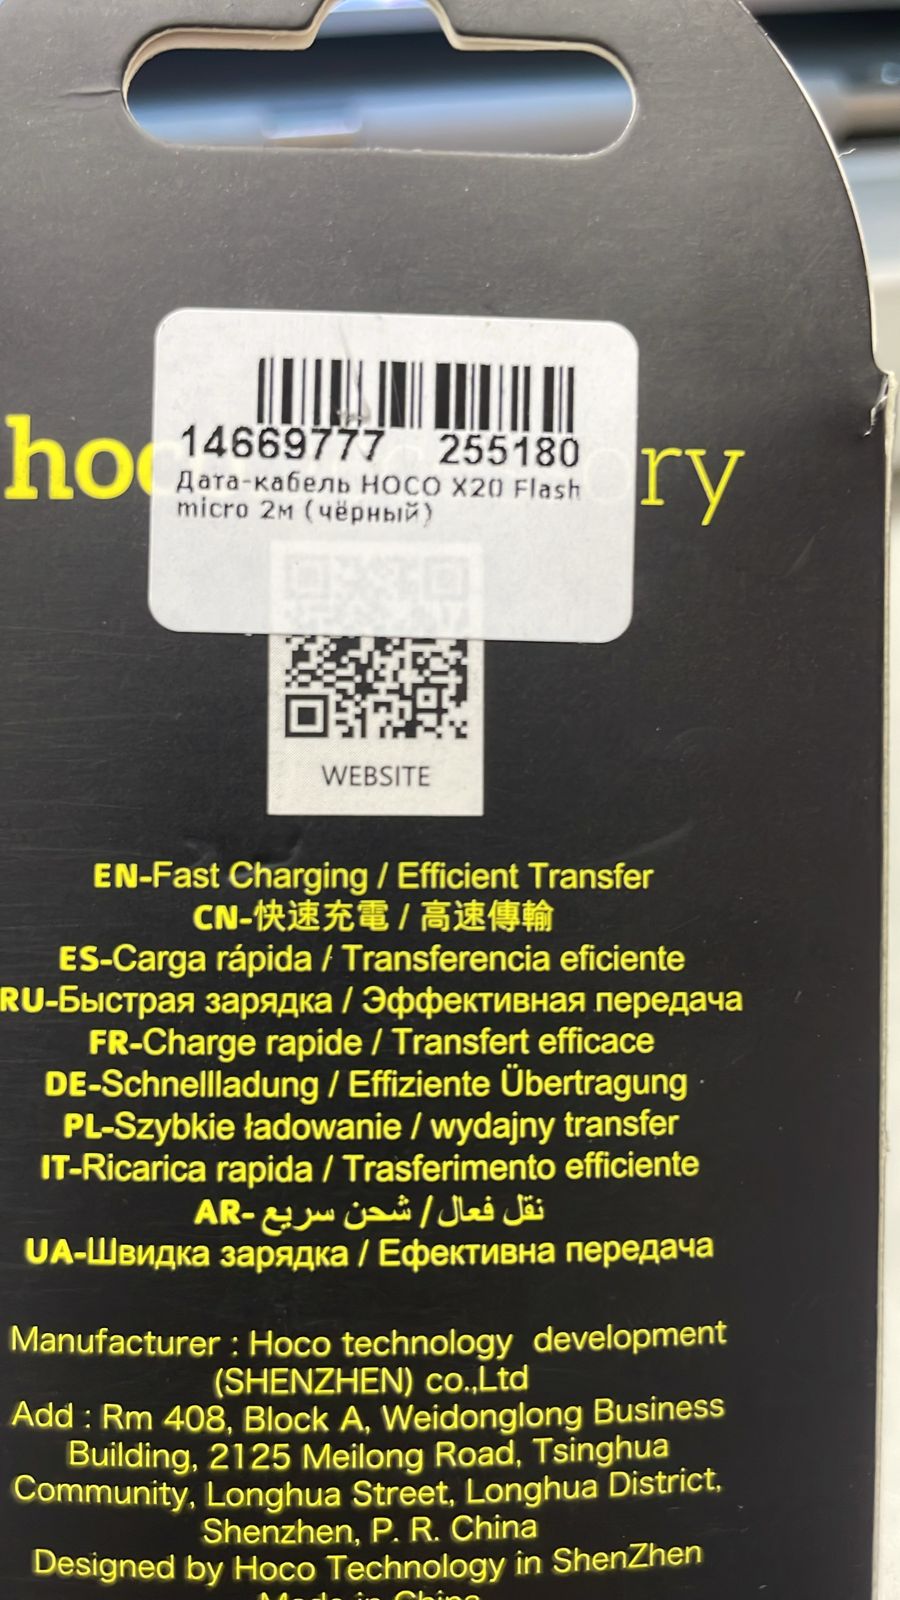 14669777 255180
Дата-кабель HOCO X20 Flash
micro 2м (чёрный)
WEBSITE
EN-Fast Charging / Efficient Transfer
CN-快速充電 / 高速傳輸
ES-Carga rápida / Transferencia eficiente
RU-Быстрая зарядка / Эффективная передача
FR-Charge rapide / Transfert efficace
DE-Schnellladung / Effiziente Übertragung
PL-Szybkie ładowanie / wydajny transfer
IT-Ricarica rapida / Trasferimento efficiente
AR- نقل فعال/ شحن سريع
UA-Швидка зарядка / Ефективна передача
Manufacturer : Hoco technology development
(SHENZHEN) co.,Ltd
Add : Rm 408, Block A, Weidonglong Business
Building, 2125 Meilong Road, Tsinghua
Community, Longhua Street, Longhua District,
Shenzhen, P. R. China
Designed by Hoco Technology in ShenZhen
Made in China